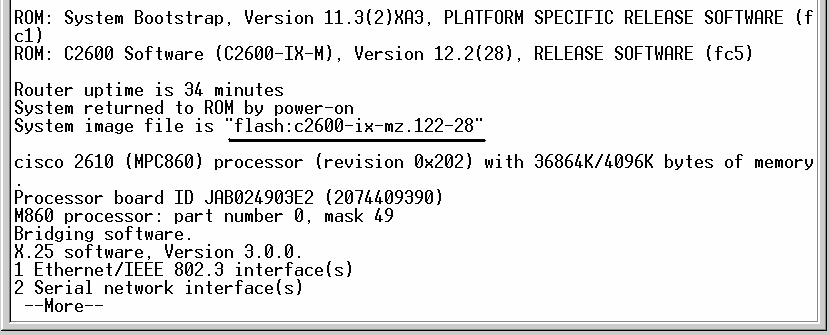 ROM: System Bootstrap, Version 11.3(2)XA3, PLATFORM SPECIFIC RELEASE SOFTWARE (f
c1)
ROM: C2600 Software (C2600-IX-M), Version 12.2(28), RELEASE SOFTWARE (fc5)
Router uptime is 34 minutes
System returned to ROM by power-on
System image file is "flash:c2600-ix-mz.122-28"
cisco 2610 (MPC860) processor (revision 0x202) with 36864K/4096K bytes of memory
.
Processor board ID JAB024903E2 (2074409390)
M860 processor: part number 0, mask 49
Bridging software.
X.25 software, Version 3.0.0.
1 Ethernet/IEEE 802.3 interface(s)
2 Serial network interface(s)
--More--